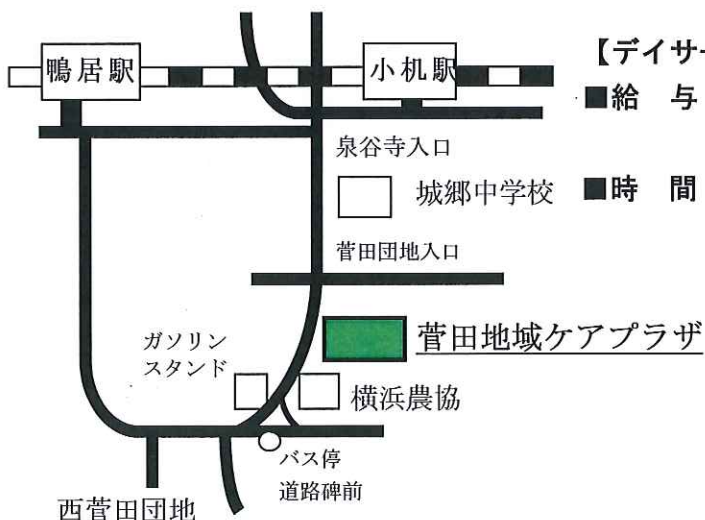 鴨居駅
小机駅
【デイサー
■給　与
泉谷寺入口
城郷中学校
■時　間
菅田団地入口
菅田地域ケアプラザ
ガソリン
スタンド
横浜農協
バス停
道路碑前
西菅田団地